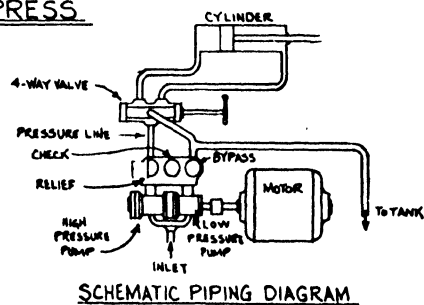 PRESS
CYLINDER
4-WAY VALVE
PRESSURE LINE
CHECK
BYPASS
RELIEF
MOTOR
TO TANK
HIGH
PRESSURE
PUMP
LOW
PRESSURE
PUMP
INLET
SCHEMATIC PIPING DIAGRAM